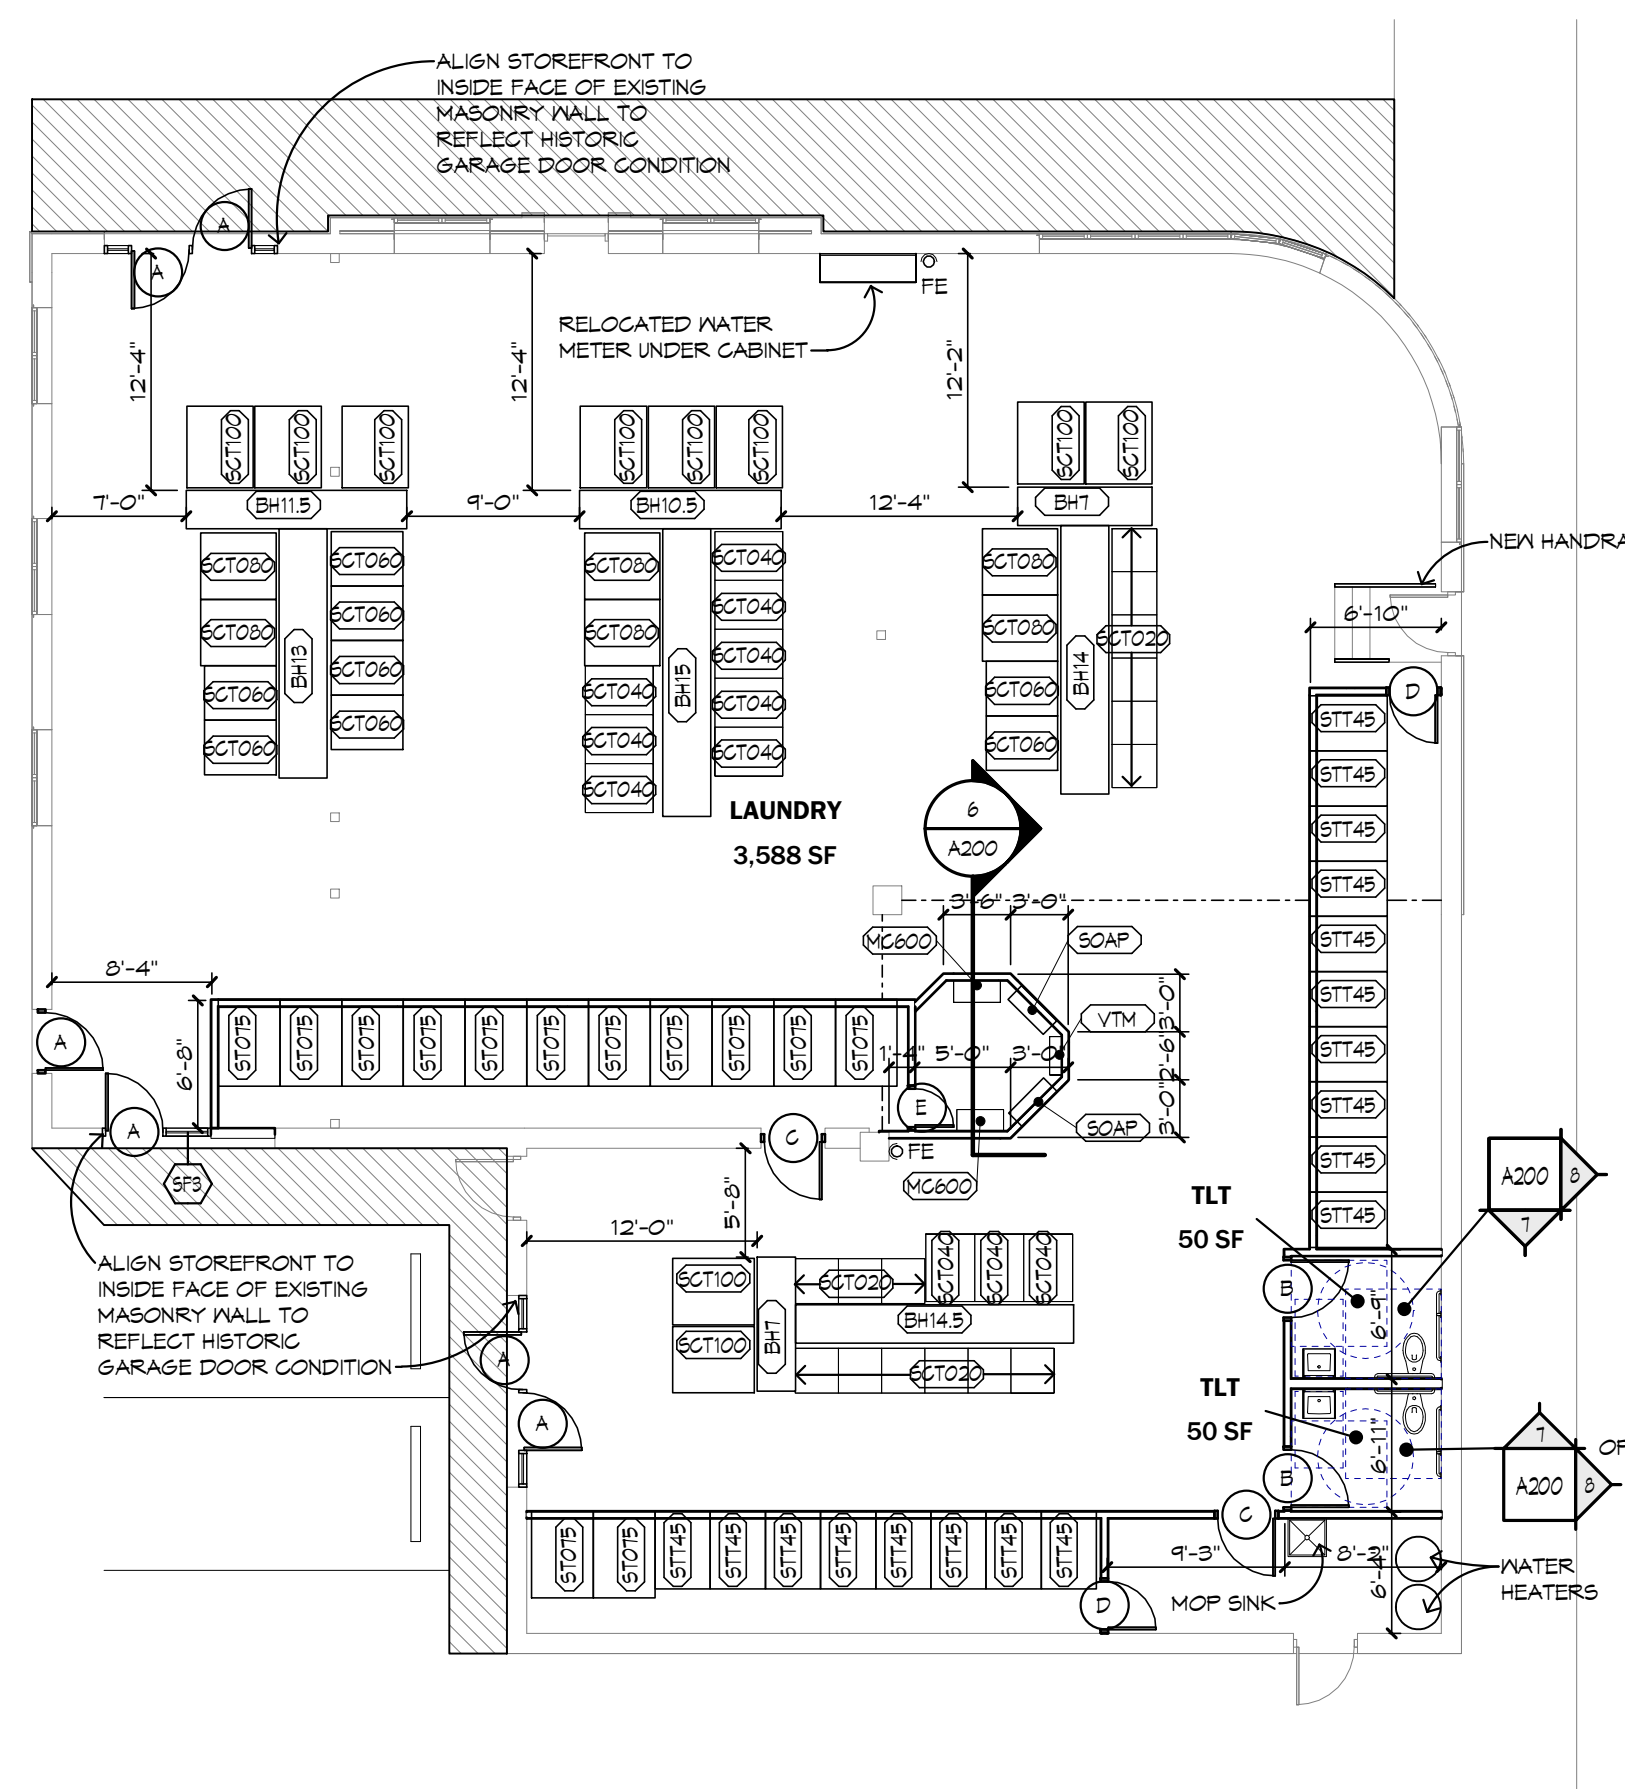 ALIGN STOREFRONT TO
INSIDE FACE OF EXISTING
MASONRY WALL TO
REFLECT HISTORIC
GARAGE DOOR CONDITION
A
A
FE
RELOCATED WATER
METER UNDER CABINET
12'-4"
12'-4"
12'-2"
SCT100
SCT100
SCT100
SCT100
SCT100
SCT100
SCT100
SCT100
7'-0"
BH11.5
9'-0"
BH10.5
12'-4"
BH7
NEW HANDRA
SCT080
SCT060
SCT080
SCT040
SCT080
SCT080
SCT060
SCT080
SCT040
SCT080
SCT020
6'-10"
BH13
BH15
BH14
SCT060
SCT060
SCT040
SCT040
SCT060
SCT060
SCT060
SCT040
SCT040
SCT060
SCT040
SCT040
D
STT45
STT45
STT45
STT45
STT45
STT45
STT45
STT45
STT45
STT45
LAUNDRY
3,588 SF
6
A200
3'-6"
3'-0"
MC600
SOAP
8'-4"
6'-8"
ST075
ST075
ST075
ST075
ST075
ST075
ST075
ST075
ST075
ST075
ST075
VTM
3'-0"
2'-6"
3'-0"
1'-4"
5'-0"
3'-0"
A
A
E
C
SOAP
FE
MC600
SF3
TLT
50 SF
A200
8
7
5'-8"
12'-0"
ALIGN STOREFRONT TO
INSIDE FACE OF EXISTING
MASONRY WALL TO
REFLECT HISTORIC
GARAGE DOOR CONDITION
SCT100
SCT020
SCT040
SCT040
SCT040
BH14.5
SCT100
BH7
SCT020
A
A
B
6'-9"
TLT
50 SF
6'-11"
B
7
A200
8
OF
C
ST075
ST075
STT45
STT45
STT45
STT45
STT45
STT45
STT45
STT45
9'-3"
8'-2"
6'-4"
D
MOP SINK
WATER
HEATERS